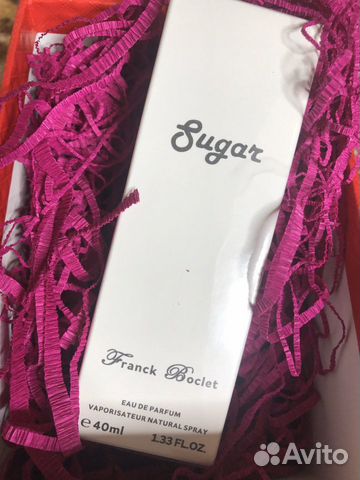 Sugar
Franck Boclet
EAU DE PARFUM
VAPORISATEUR NATURAL SPRAY
e 40ml 1.33 FL.OZ.
Avito